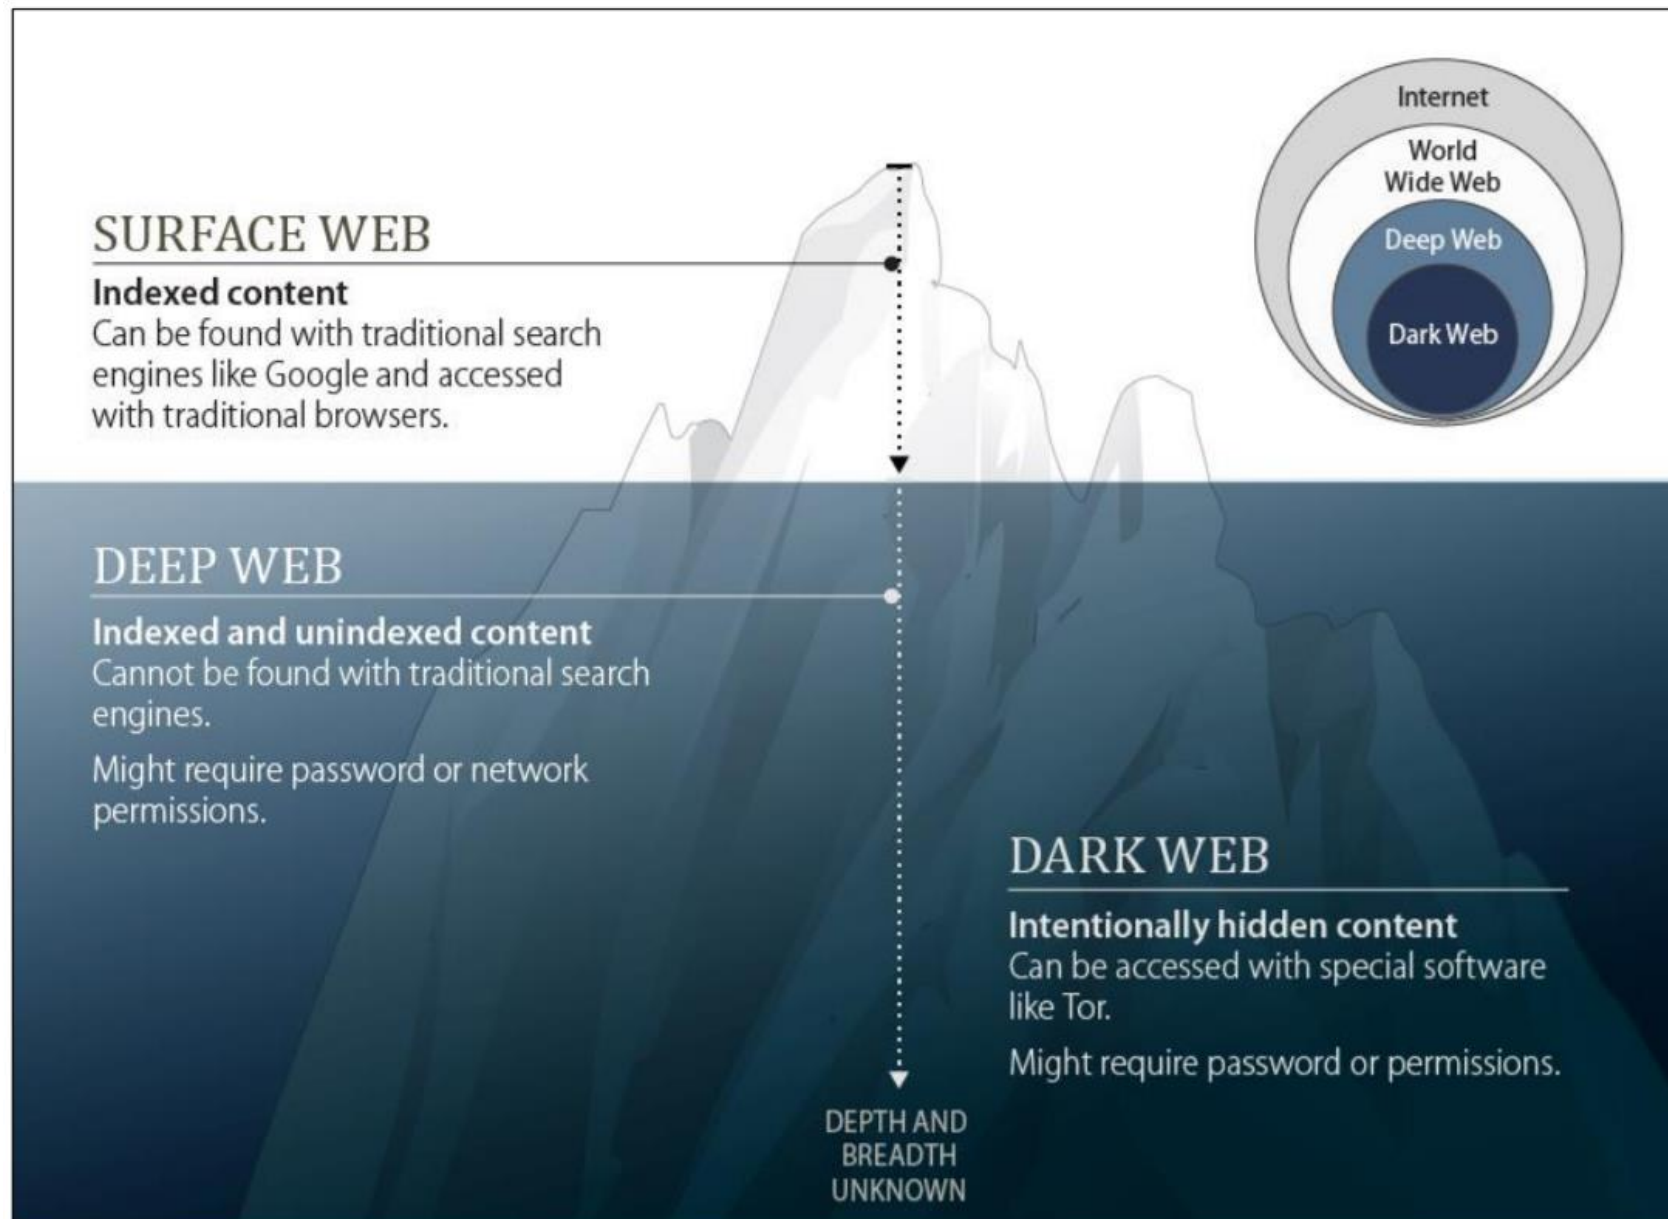 Internet
World
Wide Web
Deep Web
Dark Web
SURFACE WEB
Indexed content
Can be found with traditional search
engines like Google and accessed
with traditional browsers.
DEEP WEB
Indexed and unindexed content
Cannot be found with traditional search
engines.
Might require password or network
permissions.
DARK WEB
Intentionally hidden content
Can be accessed with special software
like Tor.
Might require password or permissions.
DEPTH AND
BREADTH
UNKNOWN